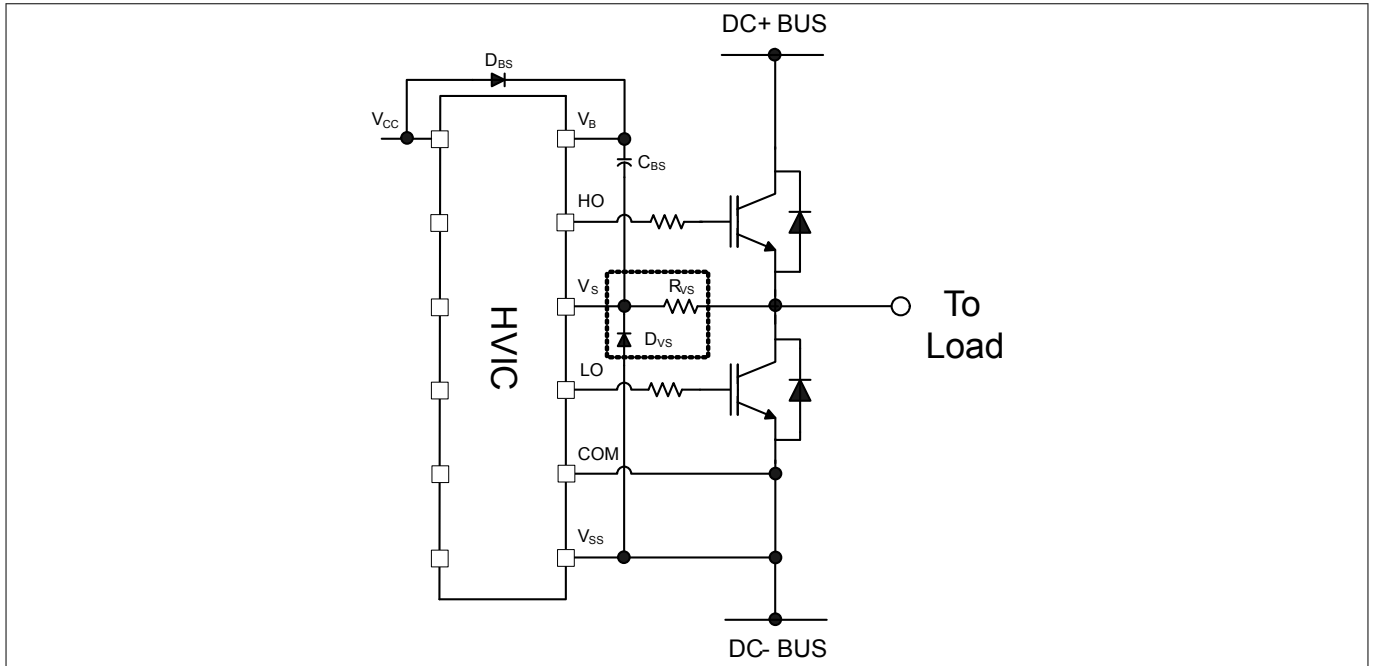 DC+ BUS
DBS
VCC
VB
CBS
HO
VS
RVS
HVIC
To
Load
DVS
LO
COM
VSS
DC- BUS